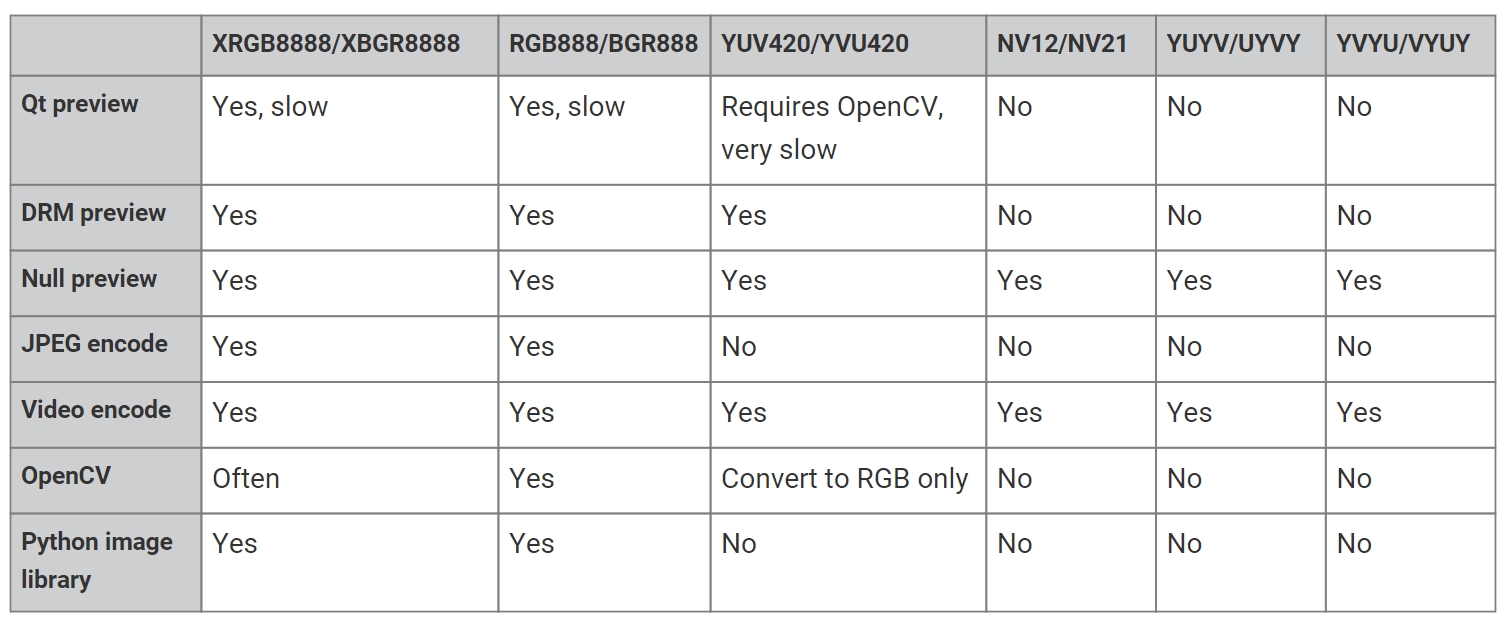 XRGB8888/XBGR8888 RGB888/BGR888 YUV420/YVU420 NV12/NV21 YUYV/UYVY YVYU/VYUY
Qt preview Yes, slow Yes, slow Requires OpenCV, No No No
very slow
DRM preview Yes Yes Yes No No No
Null preview Yes Yes Yes Yes Yes Yes
JPEG encode Yes Yes No No No No
Video encode Yes Yes Yes Yes Yes Yes
OpenCV Often Yes Convert to RGB only No No No
Python image Yes Yes No No No No
library